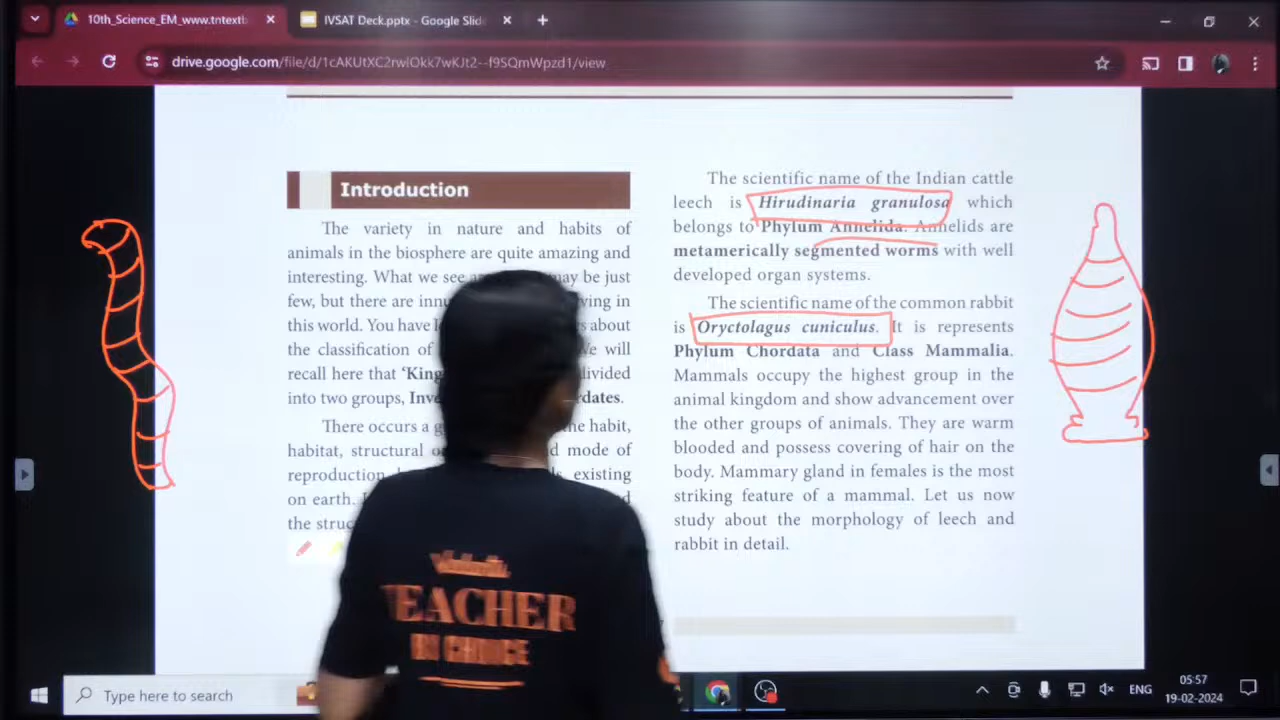 10th_Science_EM_www.tntextb
IVSAT Deck.pptx - Google Slid
drive.google.com/file/d/1cAKUtXC2rwlOkk7wKJt2--f9SQmWpzd1/view
Introduction
The variety in nature and habits of
animals in the biosphere are quite amazing and
interesting. What we see may be just
few, but there are living in
this world. You have about
the classification of We will
recall here that divided
into two groups,
There occurs a the habit,
habitat, structural mode of
reproduction existing
on earth.
the
The scientific name of the Indian cattle
leech is Hirudinaria granulosa which
belongs to Phylum Annelida. Annelids are
metamerically segmented worms with well
developed organ systems.
The scientific name of the common rabbit
is Oryctolagus cuniculus. It is represents
Phylum Chordata and Class Mammalia.
Mammals occupy the highest group in the
animal kingdom and show advancement over
the other groups of animals. They are warm
blooded and possess covering of hair on the
body. Mammary gland in females is the most
striking feature of a mammal. Let us now
study about the morphology of leech and
rabbit in detail.
TEACHER
Type here to search
ENG
05:57
19-02-2024